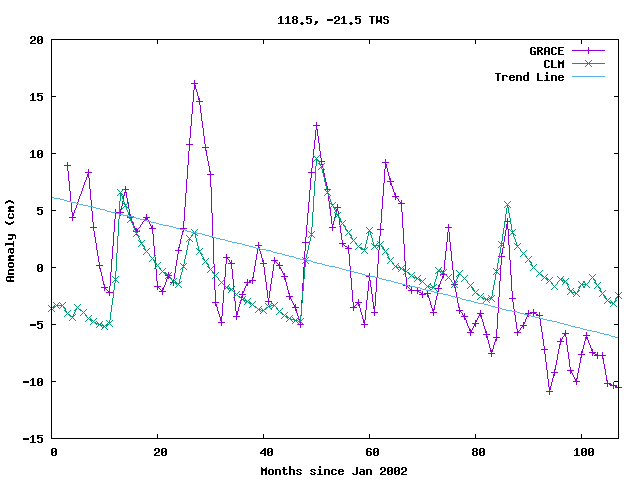 118.5, -21.5 TWS
GRACE
CLM
Trend Line
20
15
10
5
0
-5
-10
-15
Anomaly (cm)
0 20 40 60 80 100
Months since Jan 2002